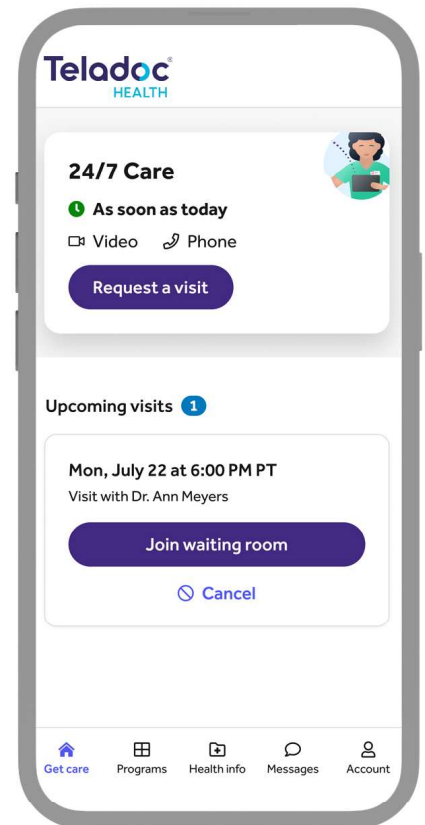 Teladoc®
HEALTH
24/7 Care
As soon as today
Video Phone
Request a visit
Upcoming visits 1
Mon, July 22 at 6:00 PM PT
Visit with Dr. Ann Meyers
Join waiting room
Cancel
Get care Programs Health info Messages Account